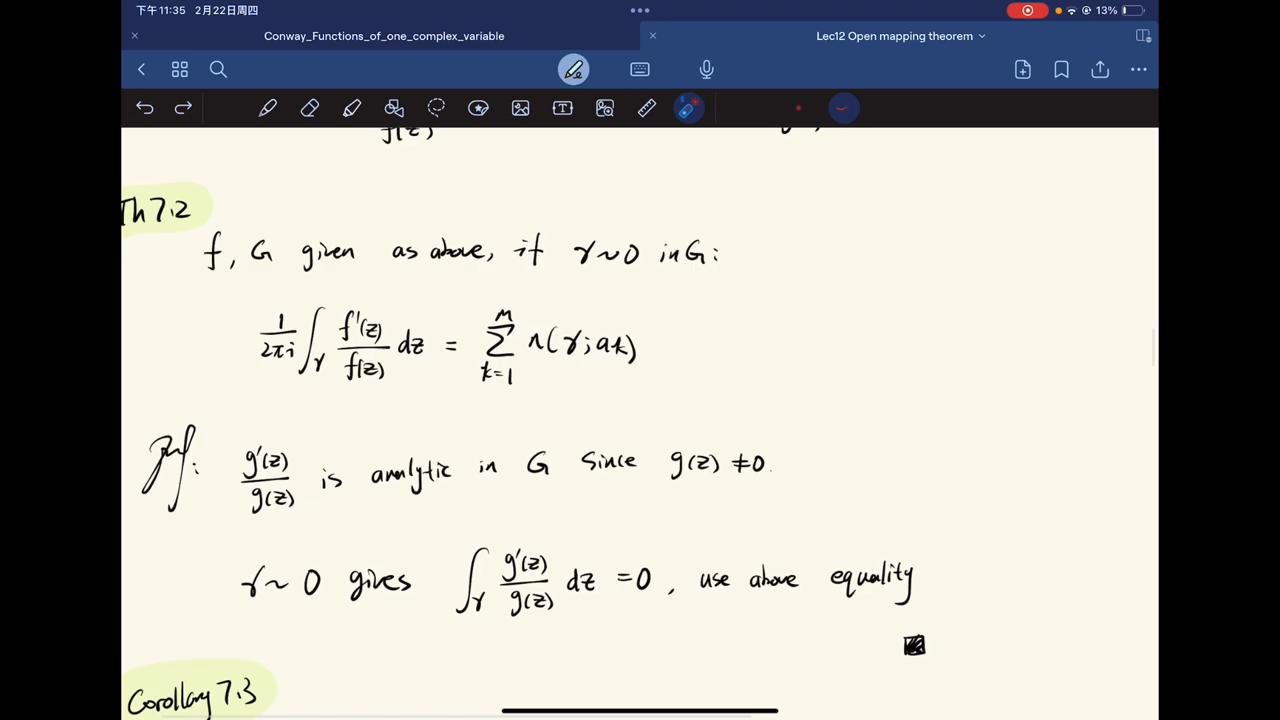 下午11:35 2月22日周四
13%
Conway_Functions_of_one_complex_variable
Lec12 Open mapping theorem
f(z)
Th 7.2
f, G given as above, if γ~0 in G:
1/2πi ∫_γ f'(z)/f(z) dz = Σ_{k=1}^{m} n(γ; ak)
Pf: g'(z)/g(z) is analytic in G since g(z) ≠0.
γ~ 0 gives ∫_γ g'(z)/g(z) dz =0, use above equality
Corollary 7.3